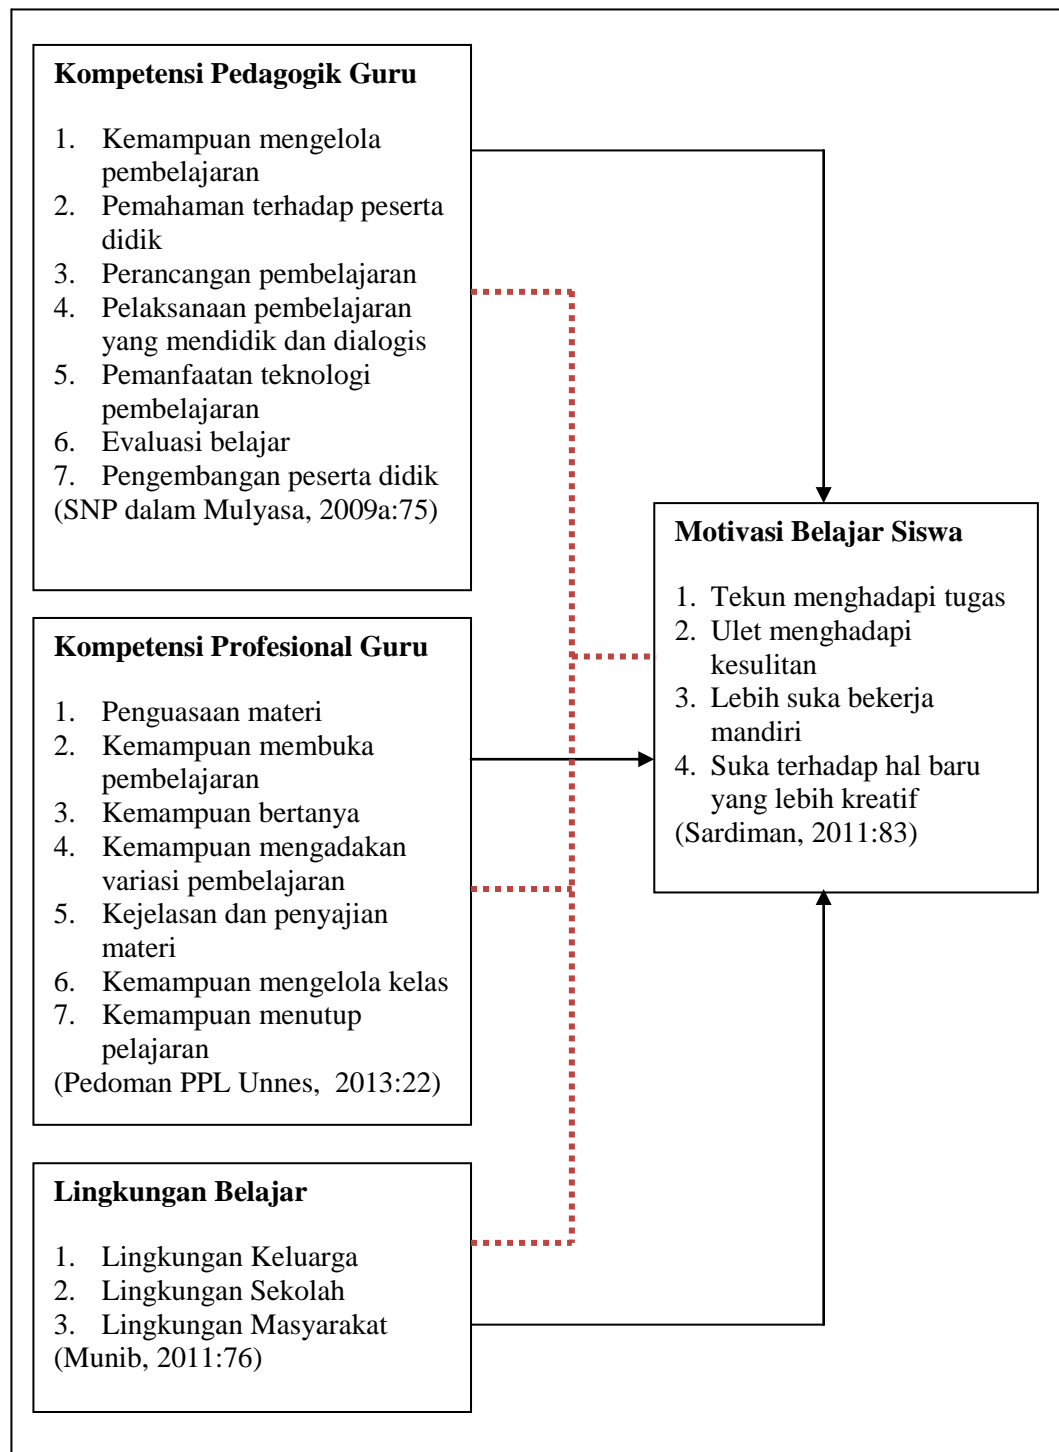 Kompetensi Pedagogik Guru
1. Kemampuan mengelola
pembelajaran
2. Pemahaman terhadap peserta
didik
3. Perancangan pembelajaran
4. Pelaksanaan pembelajaran
yang mendidik dan dialogis
5. Pemanfaatan teknologi
pembelajaran
6. Evaluasi belajar
7. Pengembangan peserta didik
(SNP dalam Mulyasa, 2009a:75)
Kompetensi Profesional Guru
1. Penguasaan materi
2. Kemampuan membuka
pembelajaran
3. Kemampuan bertanya
4. Kemampuan mengadakan
variasi pembelajaran
5. Kejelasan dan penyajian
materi
6. Kemampuan mengelola kelas
7. Kemampuan menutup
pelajaran
(Pedoman PPL Unnes, 2013:22)
Lingkungan Belajar
1. Lingkungan Keluarga
2. Lingkungan Sekolah
3. Lingkungan Masyarakat
(Munib, 2011:76)
Motivasi Belajar Siswa
1. Tekun menghadapi tugas
2. Ulet menghadapi
kesulitan
3. Lebih suka bekerja
mandiri
4. Suka terhadap hal baru
yang lebih kreatif
(Sardiman, 2011:83)